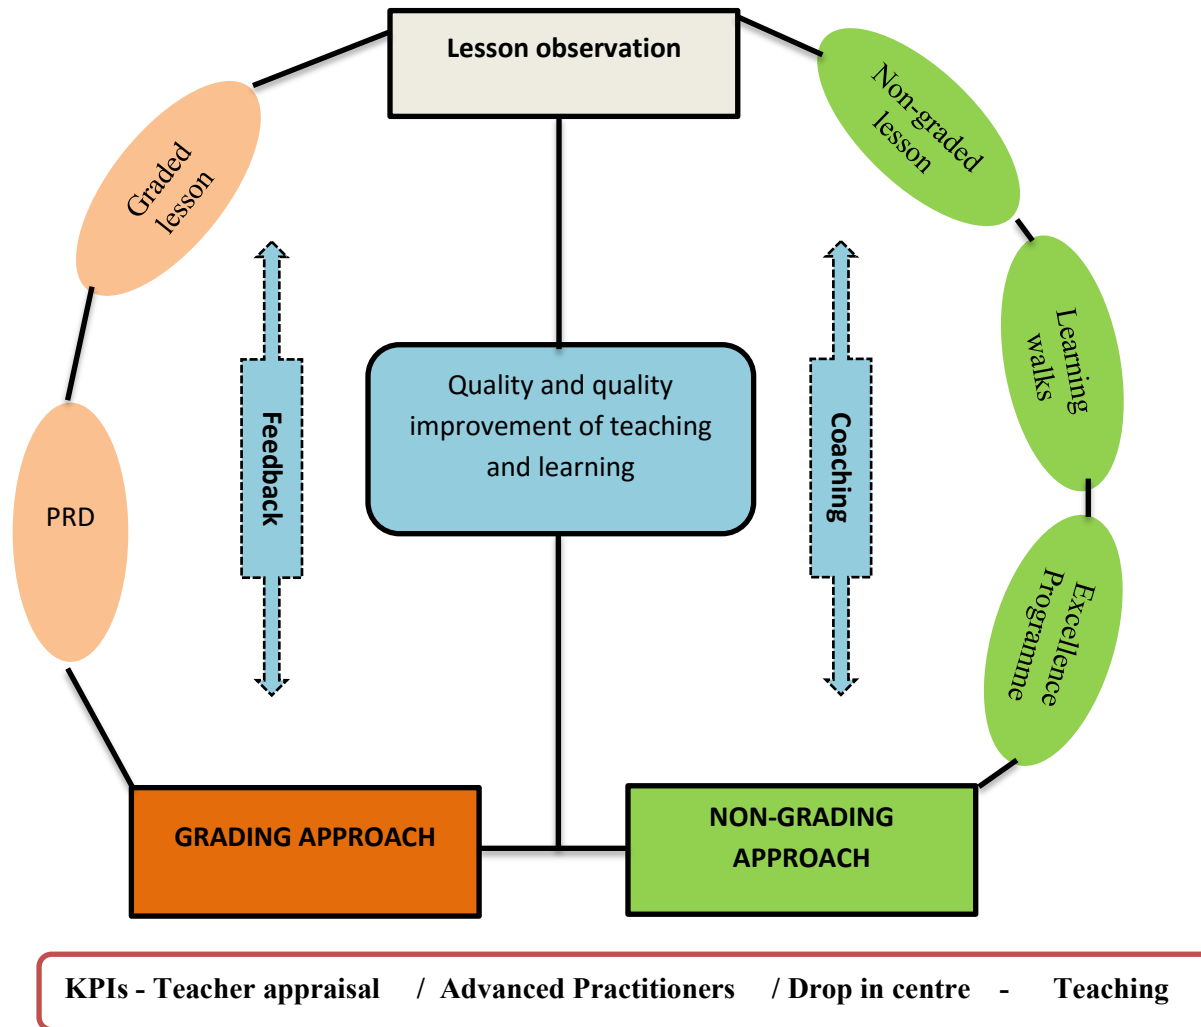 Lesson observation
Graded
lesson
Non-graded
lesson
Learning
walks
Feedback
Quality and quality
improvement of teaching
and learning
Coaching
PRD
Excellence
Programme
GRADING APPROACH
NON-GRADING
APPROACH
KPIs - Teacher appraisal / Advanced Practitioners / Drop in centre - Teaching